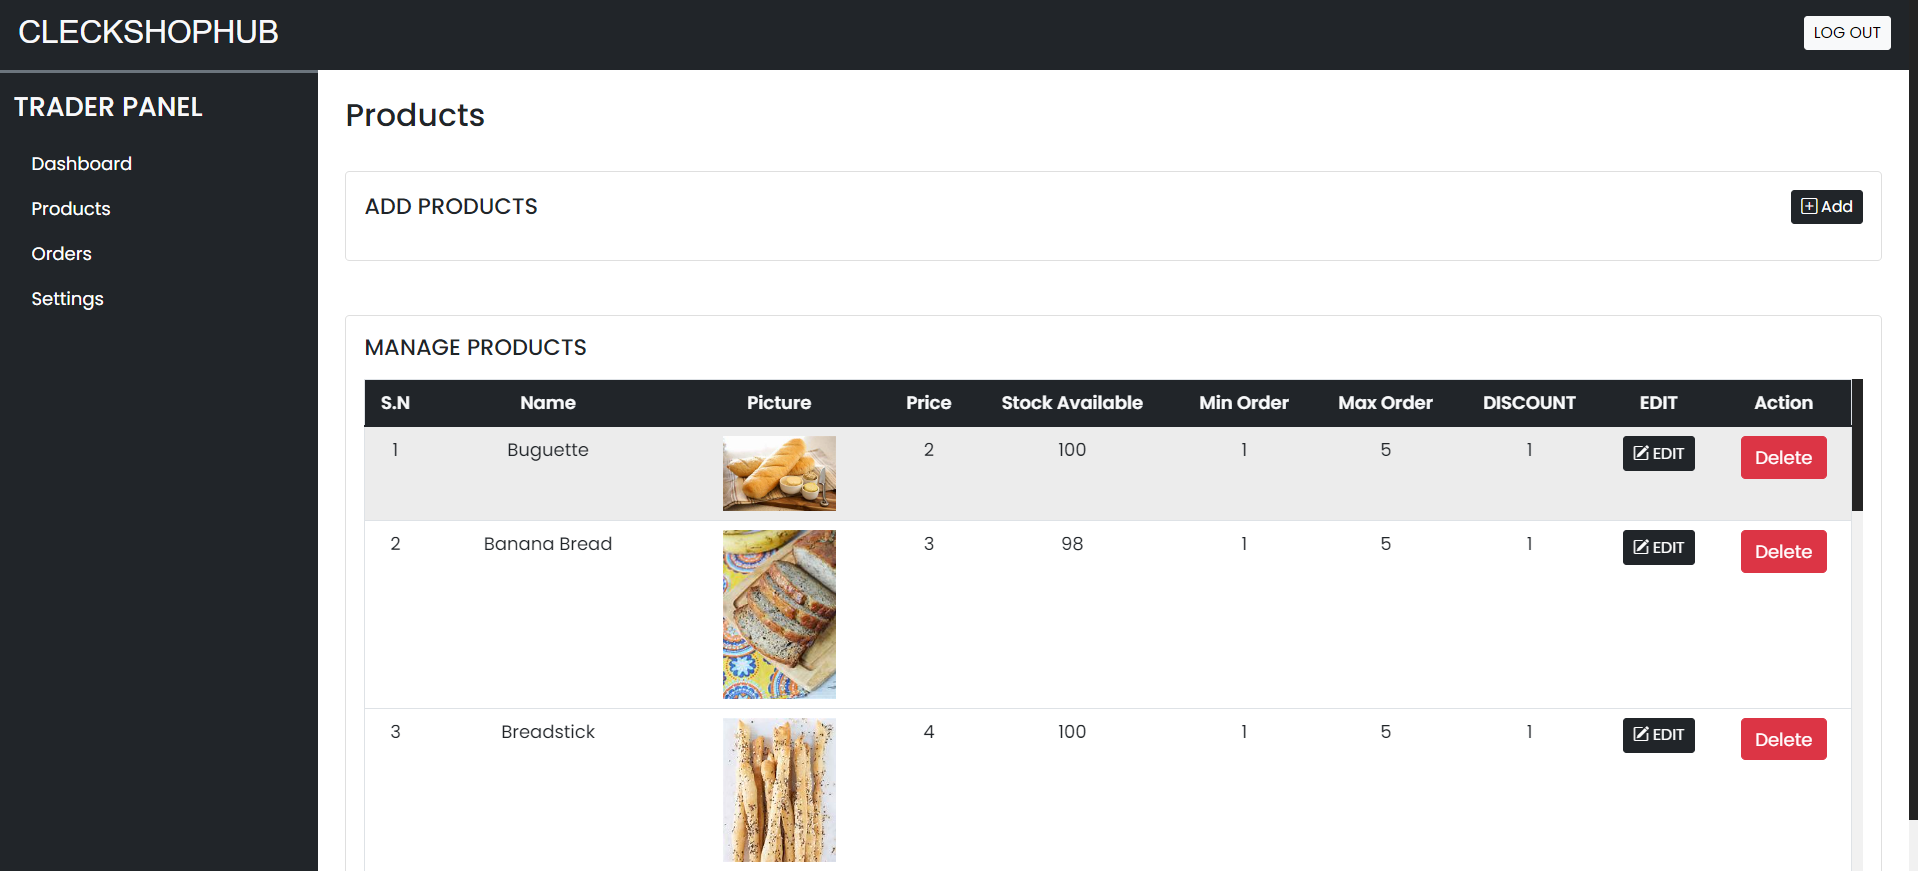 CLECKSHOPHUB
LOG OUT
TRADER PANEL
Dashboard
Products
Orders
Settings
Products
ADD PRODUCTS
Add
MANAGE PRODUCTS
S.N Name Picture Price Stock Available Min Order Max Order DISCOUNT EDIT Action
1 Buguette 2 100 1 5 1 EDIT Delete
2 Banana Bread 3 98 1 5 1 EDIT Delete
3 Breadstick 4 100 1 5 1 EDIT Delete